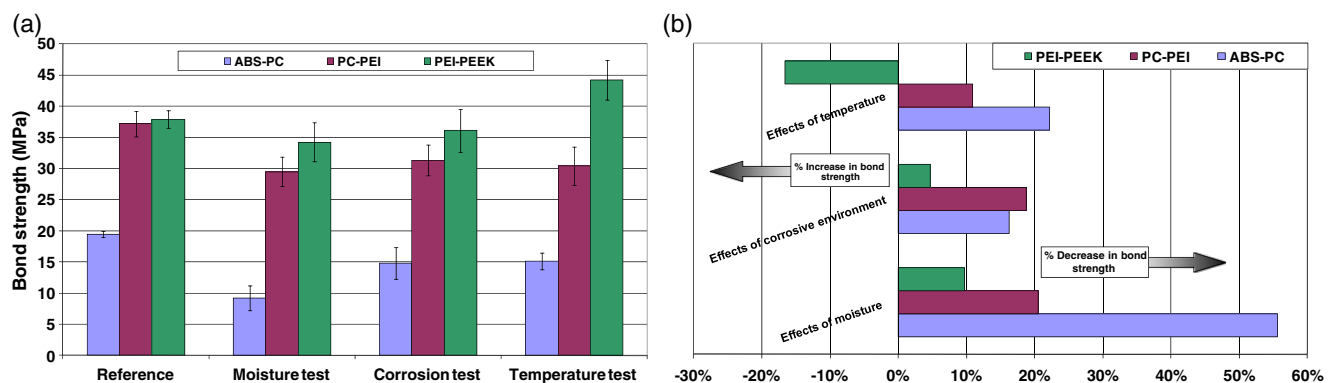 (a)
50
45
40
35
30
25
20
15
10
5
0
Bond strength (MPa)
ABS-PC PC-PEI PEI-PEEK
Reference Moisture test Corrosion test Temperature test
(b)
PEI-PEEK PC-PEI ABS-PC
Effects of temperature
% Increase in bond
strength
Effects of corrosive environment
% Decrease in bond
strength
Effects of moisture
-30% -20% -10% 0% 10% 20% 30% 40% 50% 60%